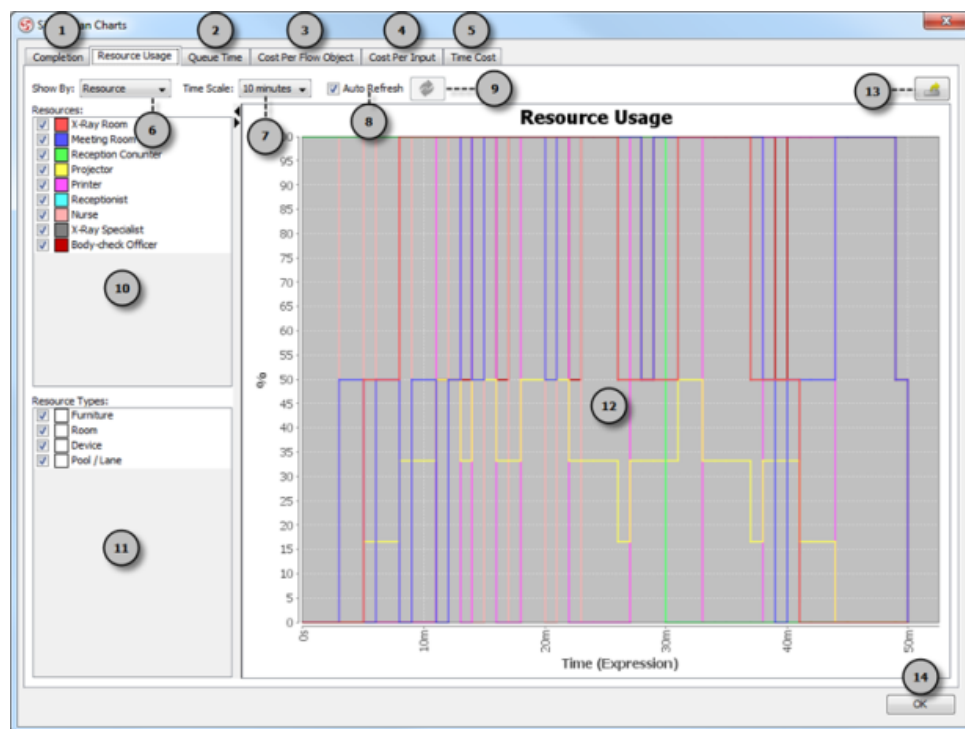 Charts
1 2 3 4 5
Completion Resource Usage Queue Time Cost Per Flow Object Cost Per Input Time Cost
Show By: Resource Time Scale: 10 minutes Auto Refresh 9 13
6 7 8
Resources:
X-Ray Room
Meeting Room
Reception Conunter
Projector
Printer
Receptionist
Nurse
X-Ray Specialist
Body-check Officer
10
Resource Types:
Furniture
Room
Device
Pool / Lane
11
Resource Usage
95
90
85
80
75
70
65
60
55
50
45
40
35
30
25
20
15
10
5
0
%
12
0s 10m 20m 30m 40m 50m
Time (Expression)
14
OK